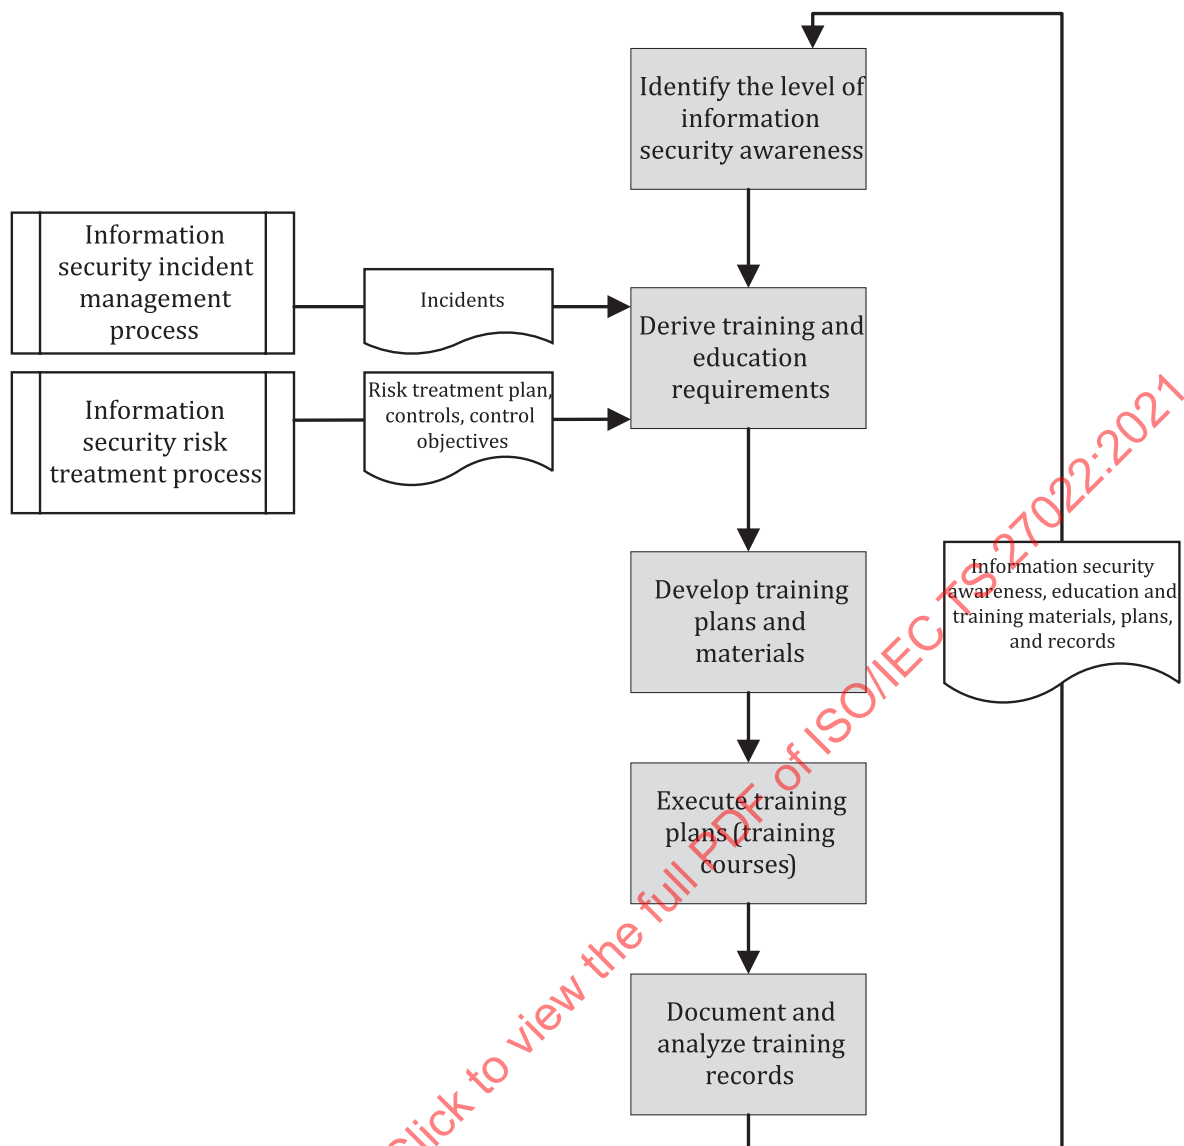 Identify the level of
information
security awareness
Information
security incident
management
process
Incidents
Derive training and
education
requirements
Information
security risk
treatment process
Risk treatment plan,
controls, control
objectives
Develop training
plans and
materials
Information security
awareness, education and
training materials, plans,
and records
Execute training
plans (training
courses)
Document and
analyze training
records
Click to view the full PDF of ISO/IEC TS 27022:2021